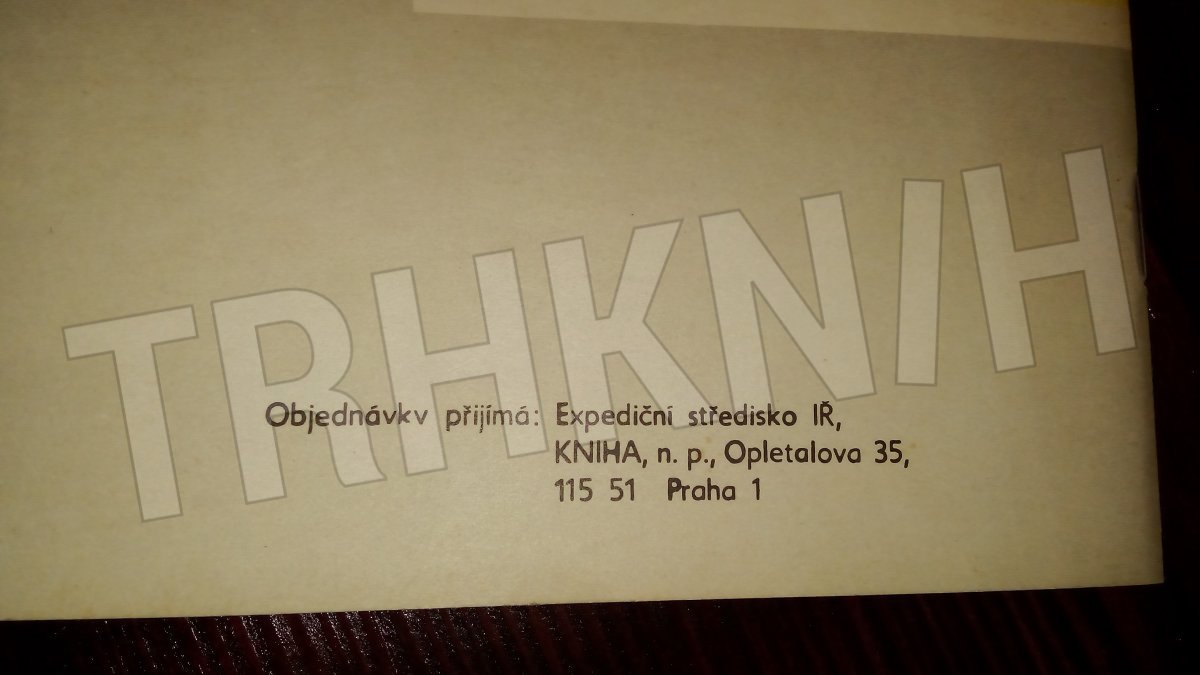 TRHKNIH
Objednávkv přijímá: Expediční středisko IŘ,
KNIHA, n. p., Opletalova 35,
115 51 Praha 1